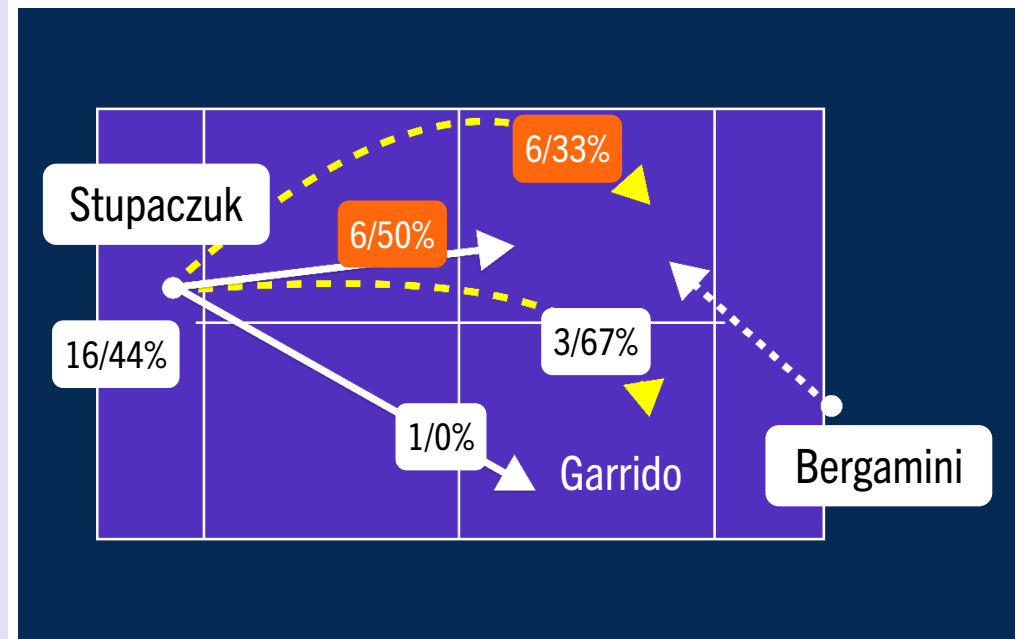 6/33%
Stupaczuk
6/50%
3/67%
16/44%
1/0%
Garrido
Bergamini